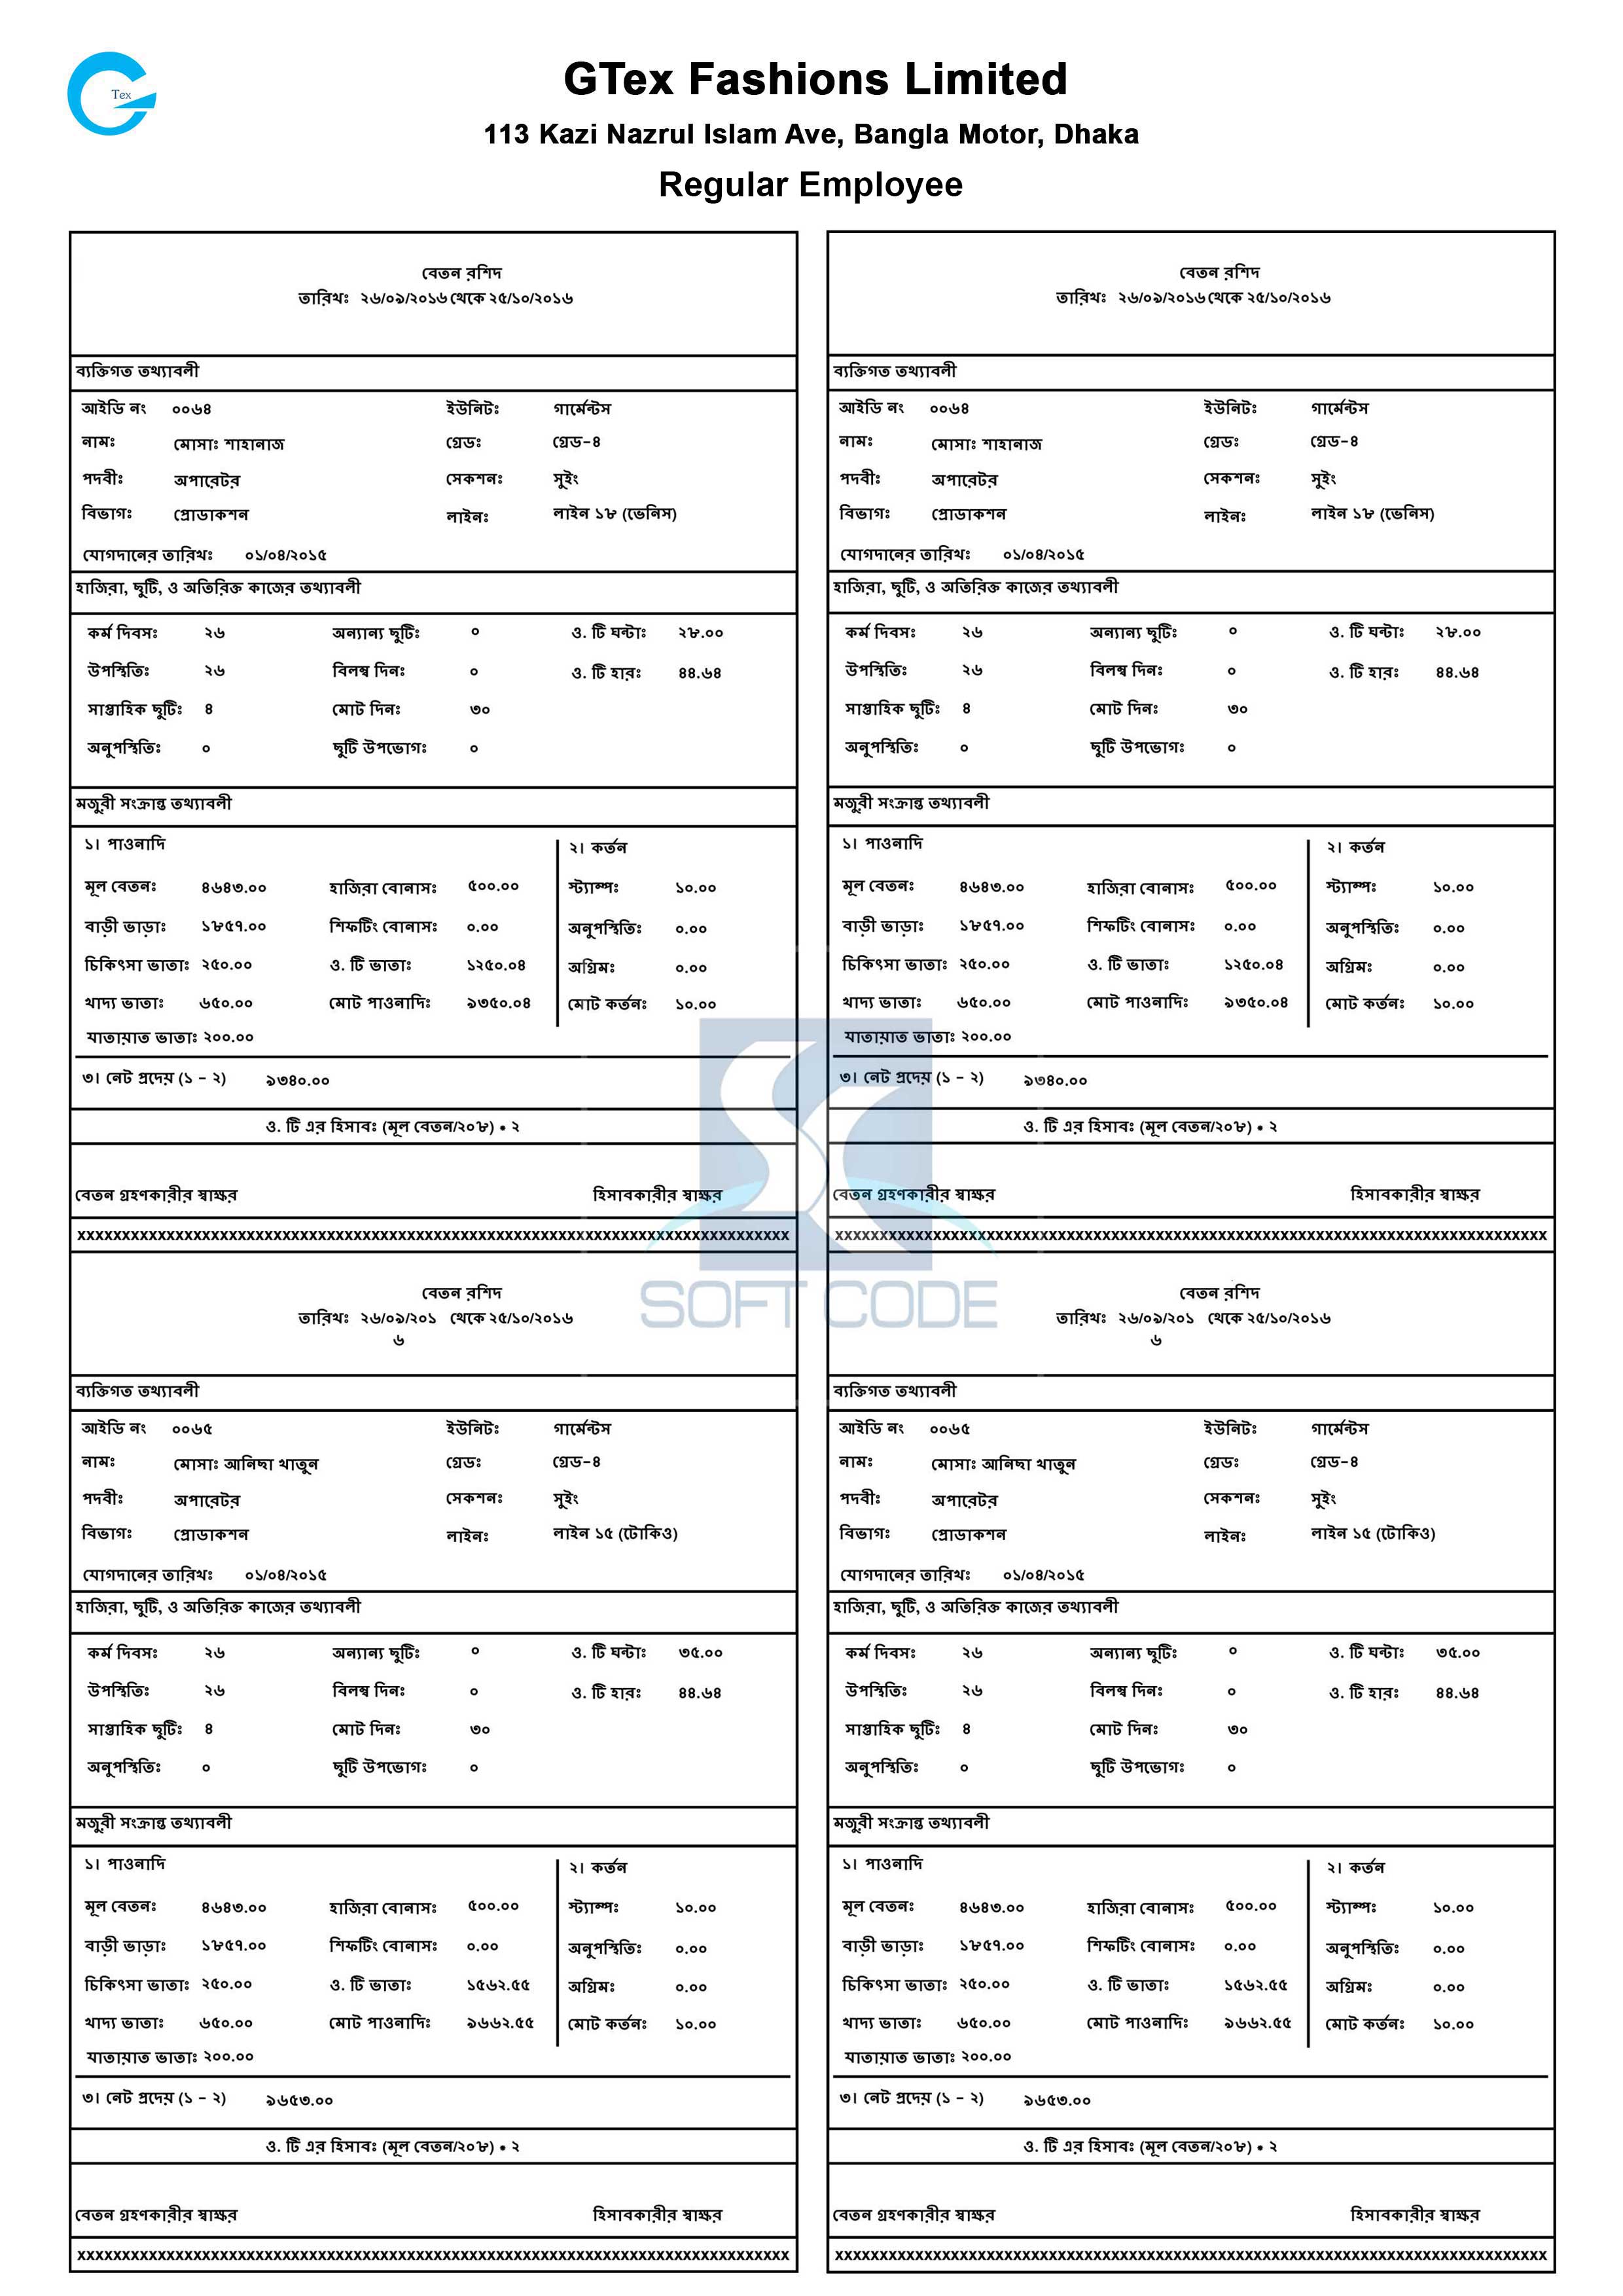 Tex
GTex Fashions Limited
113 Kazi Nazrul Islam Ave, Bangla Motor, Dhaka
Regular Employee
বেতন রশিদ
তারিখঃ ২৬/০৯/২০১৬ থেকে ২৫/১০/২০১৬
ব্যক্তিগত তথ্যাবলী
আইডি নং ০০৬৪ ইউনিটঃ গার্মেন্টস
নামঃ মোসাঃ শাহানাজ গ্রেডঃ গ্রেড-৪
পদবীঃ অপারেটর সেকশনঃ সুইং
বিভাগঃ প্রোডাকশন লাইনঃ লাইন ১৮ (ভেনিস)
যোগদানের তারিখঃ ০১/০৪/২০১৫
হাজিরা, ছুটি, ও অতিরিক্ত কাজের তথ্যাবলী
কর্ম দিবসঃ ২৬ অন্যান্য ছুটিঃ ০ ও. টি ঘন্টাঃ ২৮.০০
উপস্থিতিঃ ২৬ বিলম্ব দিনঃ ০ ও. টি হারঃ ৪৪.৬৪
সাপ্তাহিক ছুটিঃ ৪ মোট দিনঃ ৩০
অনুপস্থিতিঃ ০ ছুটি উপভোগঃ ০
মজুরী সংক্রান্ত তথ্যাবলী
১। পাওনাদি ২। কর্তন
মূল বেতনঃ ৪৬৪৩.০০ হাজিরা বোনাসঃ ৫০০.০০ স্ট্যাম্পঃ ১০.০০
বাড়ী ভাড়াঃ ১৮৫৭.০০ শিফটিং বোনাসঃ ০.০০ অনুপস্থিতিঃ ০.০০
চিকিৎসা ভাতাঃ ২৫০.০০ ও. টি ভাতাঃ ১২৫০.০৪ অগ্রিমঃ ০.০০
খাদ্য ভাতাঃ ৬৫০.০০ মোট পাওনাদিঃ ৯৩৫০.০৪ মোট কর্তনঃ ১০.০০
যাতায়াত ভাতাঃ ২০০.০০
৩। নেট প্রদেয় (১ - ২) ৯৩৪০.০০
ও. টি এর হিসাবঃ (মূল বেতন/২০৮) * ২
বেতন গ্রহণকারীর স্বাক্ষর হিসাবকারীর স্বাক্ষর
xxxxxxxxxxxxxxxxxxxxxxxxxxxxxxxxxxxxxxxxxxxxxxxxxxxxxxxxxxxxxxxxxxxxxxxxxxxxxxxx
বেতন রশিদ
তারিখঃ ২৬/০৯/২০১৬ থেকে ২৫/১০/২০১৬
ব্যক্তিগত তথ্যাবলী
আইডি নং ০০৬৪ ইউনিটঃ গার্মেন্টস
নামঃ মোসাঃ শাহানাজ গ্রেডঃ গ্রেড-৪
পদবীঃ অপারেটর সেকশনঃ সুইং
বিভাগঃ প্রোডাকশন লাইনঃ লাইন ১৮ (ভেনিস)
যোগদানের তারিখঃ ০১/০৪/২০১৫
হাজিরা, ছুটি, ও অতিরিক্ত কাজের তথ্যাবলী
কর্ম দিবসঃ ২৬ অন্যান্য ছুটিঃ ০ ও. টি ঘন্টাঃ ২৮.০০
উপস্থিতিঃ ২৬ বিলম্ব দিনঃ ০ ও. টি হারঃ ৪৪.৬৪
সাপ্তাহিক ছুটিঃ ৪ মোট দিনঃ ৩০
অনুপস্থিতিঃ ০ ছুটি উপভোগঃ ০
মজুরী সংক্রান্ত তথ্যাবলী
১। পাওনাদি ২। কর্তন
মূল বেতনঃ ৪৬৪৩.০০ হাজিরা বোনাসঃ ৫০০.০০ স্ট্যাম্পঃ ১০.০০
বাড়ী ভাড়াঃ ১৮৫৭.০০ শিফটিং বোনাসঃ ০.০০ অনুপস্থিতিঃ ০.০০
চিকিৎসা ভাতাঃ ২৫০.০০ ও. টি ভাতাঃ ১২৫০.০৪ অগ্রিমঃ ০.০০
খাদ্য ভাতাঃ ৬৫০.০০ মোট পাওনাদিঃ ৯৩৫০.০৪ মোট কর্তনঃ ১০.০০
যাতায়াত ভাতাঃ ২০০.০০
৩। নেট প্রদেয় (১ - ২) ৯৩৪০.০০
ও. টি এর হিসাবঃ (মূল বেতন/২০৮) * ২
বেতন গ্রহণকারীর স্বাক্ষর হিসাবকারীর স্বাক্ষর
xxxxxxxxxxxxxxxxxxxxxxxxxxxxxxxxxxxxxxxxxxxxxxxxxxxxxxxxxxxxxxxxxxxxxxxxxxxxxxxx
SOFT CODE
বেতন রশিদ
তারিখঃ ২৬/০৯/২০১ থেকে ২৫/১০/২০১৬
৬
ব্যক্তিগত তথ্যাবলী
আইডি নং ০০৬৫ ইউনিটঃ গার্মেন্টস
নামঃ মোসাঃ আনিছা খাতুন গ্রেডঃ গ্রেড-৪
পদবীঃ অপারেটর সেকশনঃ সুইং
বিভাগঃ প্রোডাকশন লাইনঃ লাইন ১৫ (টোকিও)
যোগদানের তারিখঃ ০১/০৪/২০১৫
হাজিরা, ছুটি, ও অতিরিক্ত কাজের তথ্যাবলী
কর্ম দিবসঃ ২৬ অন্যান্য ছুটিঃ ০ ও. টি ঘন্টাঃ ৩৫.০০
উপস্থিতিঃ ২৬ বিলম্ব দিনঃ ০ ও. টি হারঃ ৪৪.৬৪
সাপ্তাহিক ছুটিঃ ৪ মোট দিনঃ ৩০
অনুপস্থিতিঃ ০ ছুটি উপভোগঃ ০
মজুরী সংক্রান্ত তথ্যাবলী
১। পাওনাদি ২। কর্তন
মূল বেতনঃ ৪৬৪৩.০০ হাজিরা বোনাসঃ ৫০০.০০ স্ট্যাম্পঃ ১০.০০
বাড়ী ভাড়াঃ ১৮৫৭.০০ শিফটিং বোনাসঃ ০.০০ অনুপস্থিতিঃ ০.০০
চিকিৎসা ভাতাঃ ২৫০.০০ ও. টি ভাতাঃ ১৫৬২.৫৫ অগ্রিমঃ ০.০০
খাদ্য ভাতাঃ ৬৫০.০০ মোট পাওনাদিঃ ৯৬৬২.৫৫ মোট কর্তনঃ ১০.০০
যাতায়াত ভাতাঃ ২০০.০০
৩। নেট প্রদেয় (১ - ২) ৯৬৫৩.০০
ও. টি এর হিসাবঃ (মূল বেতন/২০৮) * ২
বেতন গ্রহণকারীর স্বাক্ষর হিসাবকারীর স্বাক্ষর
xxxxxxxxxxxxxxxxxxxxxxxxxxxxxxxxxxxxxxxxxxxxxxxxxxxxxxxxxxxxxxxxxxxxxxxxxxxxxxxx
বেতন রশিদ
তারিখঃ ২৬/০৯/২০১ থেকে ২৫/১০/২০১৬
৬
ব্যক্তিগত তথ্যাবলী
আইডি নং ০০৬৫ ইউনিটঃ গার্মেন্টস
নামঃ মোসাঃ আনিছা খাতুন গ্রেডঃ গ্রেড-৪
পদবীঃ অপারেটর সেকশনঃ সুইং
বিভাগঃ প্রোডাকশন লাইনঃ লাইন ১৫ (টোকিও)
যোগদানের তারিখঃ ০১/০৪/২০১৫
হাজিরা, ছুটি, ও অতিরিক্ত কাজের তথ্যাবলী
কর্ম দিবসঃ ২৬ অন্যান্য ছুটিঃ ০ ও. টি ঘন্টাঃ ৩৫.০০
উপস্থিতিঃ ২৬ বিলম্ব দিনঃ ০ ও. টি হারঃ ৪৪.৬৪
সাপ্তাহিক ছুটিঃ ৪ মোট দিনঃ ৩০
অনুপস্থিতিঃ ০ ছুটি উপভোগঃ ০
মজুরী সংক্রান্ত তথ্যাবলী
১। পাওনাদি ২। কর্তন
মূল বেতনঃ ৪৬৪৩.০০ হাজিরা বোনাসঃ ৫০০.০০ স্ট্যাম্পঃ ১০.০০
বাড়ী ভাড়াঃ ১৮৫৭.০০ শিফটিং বোনাসঃ ০.০০ অনুপস্থিতিঃ ০.০০
চিকিৎসা ভাতাঃ ২৫০.০০ ও. টি ভাতাঃ ১৫৬২.৫৫ অগ্রিমঃ ০.০০
খাদ্য ভাতাঃ ৬৫০.০০ মোট পাওনাদিঃ ৯৬৬২.৫৫ মোট কর্তনঃ ১০.০০
যাতায়াত ভাতাঃ ২০০.০০
৩। নেট প্রদেয় (১ - ২) ৯৬৫৩.০০
ও. টি এর হিসাবঃ (মূল বেতন/২০৮) * ২
বেতন গ্রহণকারীর স্বাক্ষর হিসাবকারীর স্বাক্ষর
xxxxxxxxxxxxxxxxxxxxxxxxxxxxxxxxxxxxxxxxxxxxxxxxxxxxxxxxxxxxxxxxxxxxxxxxxxxxxxxx